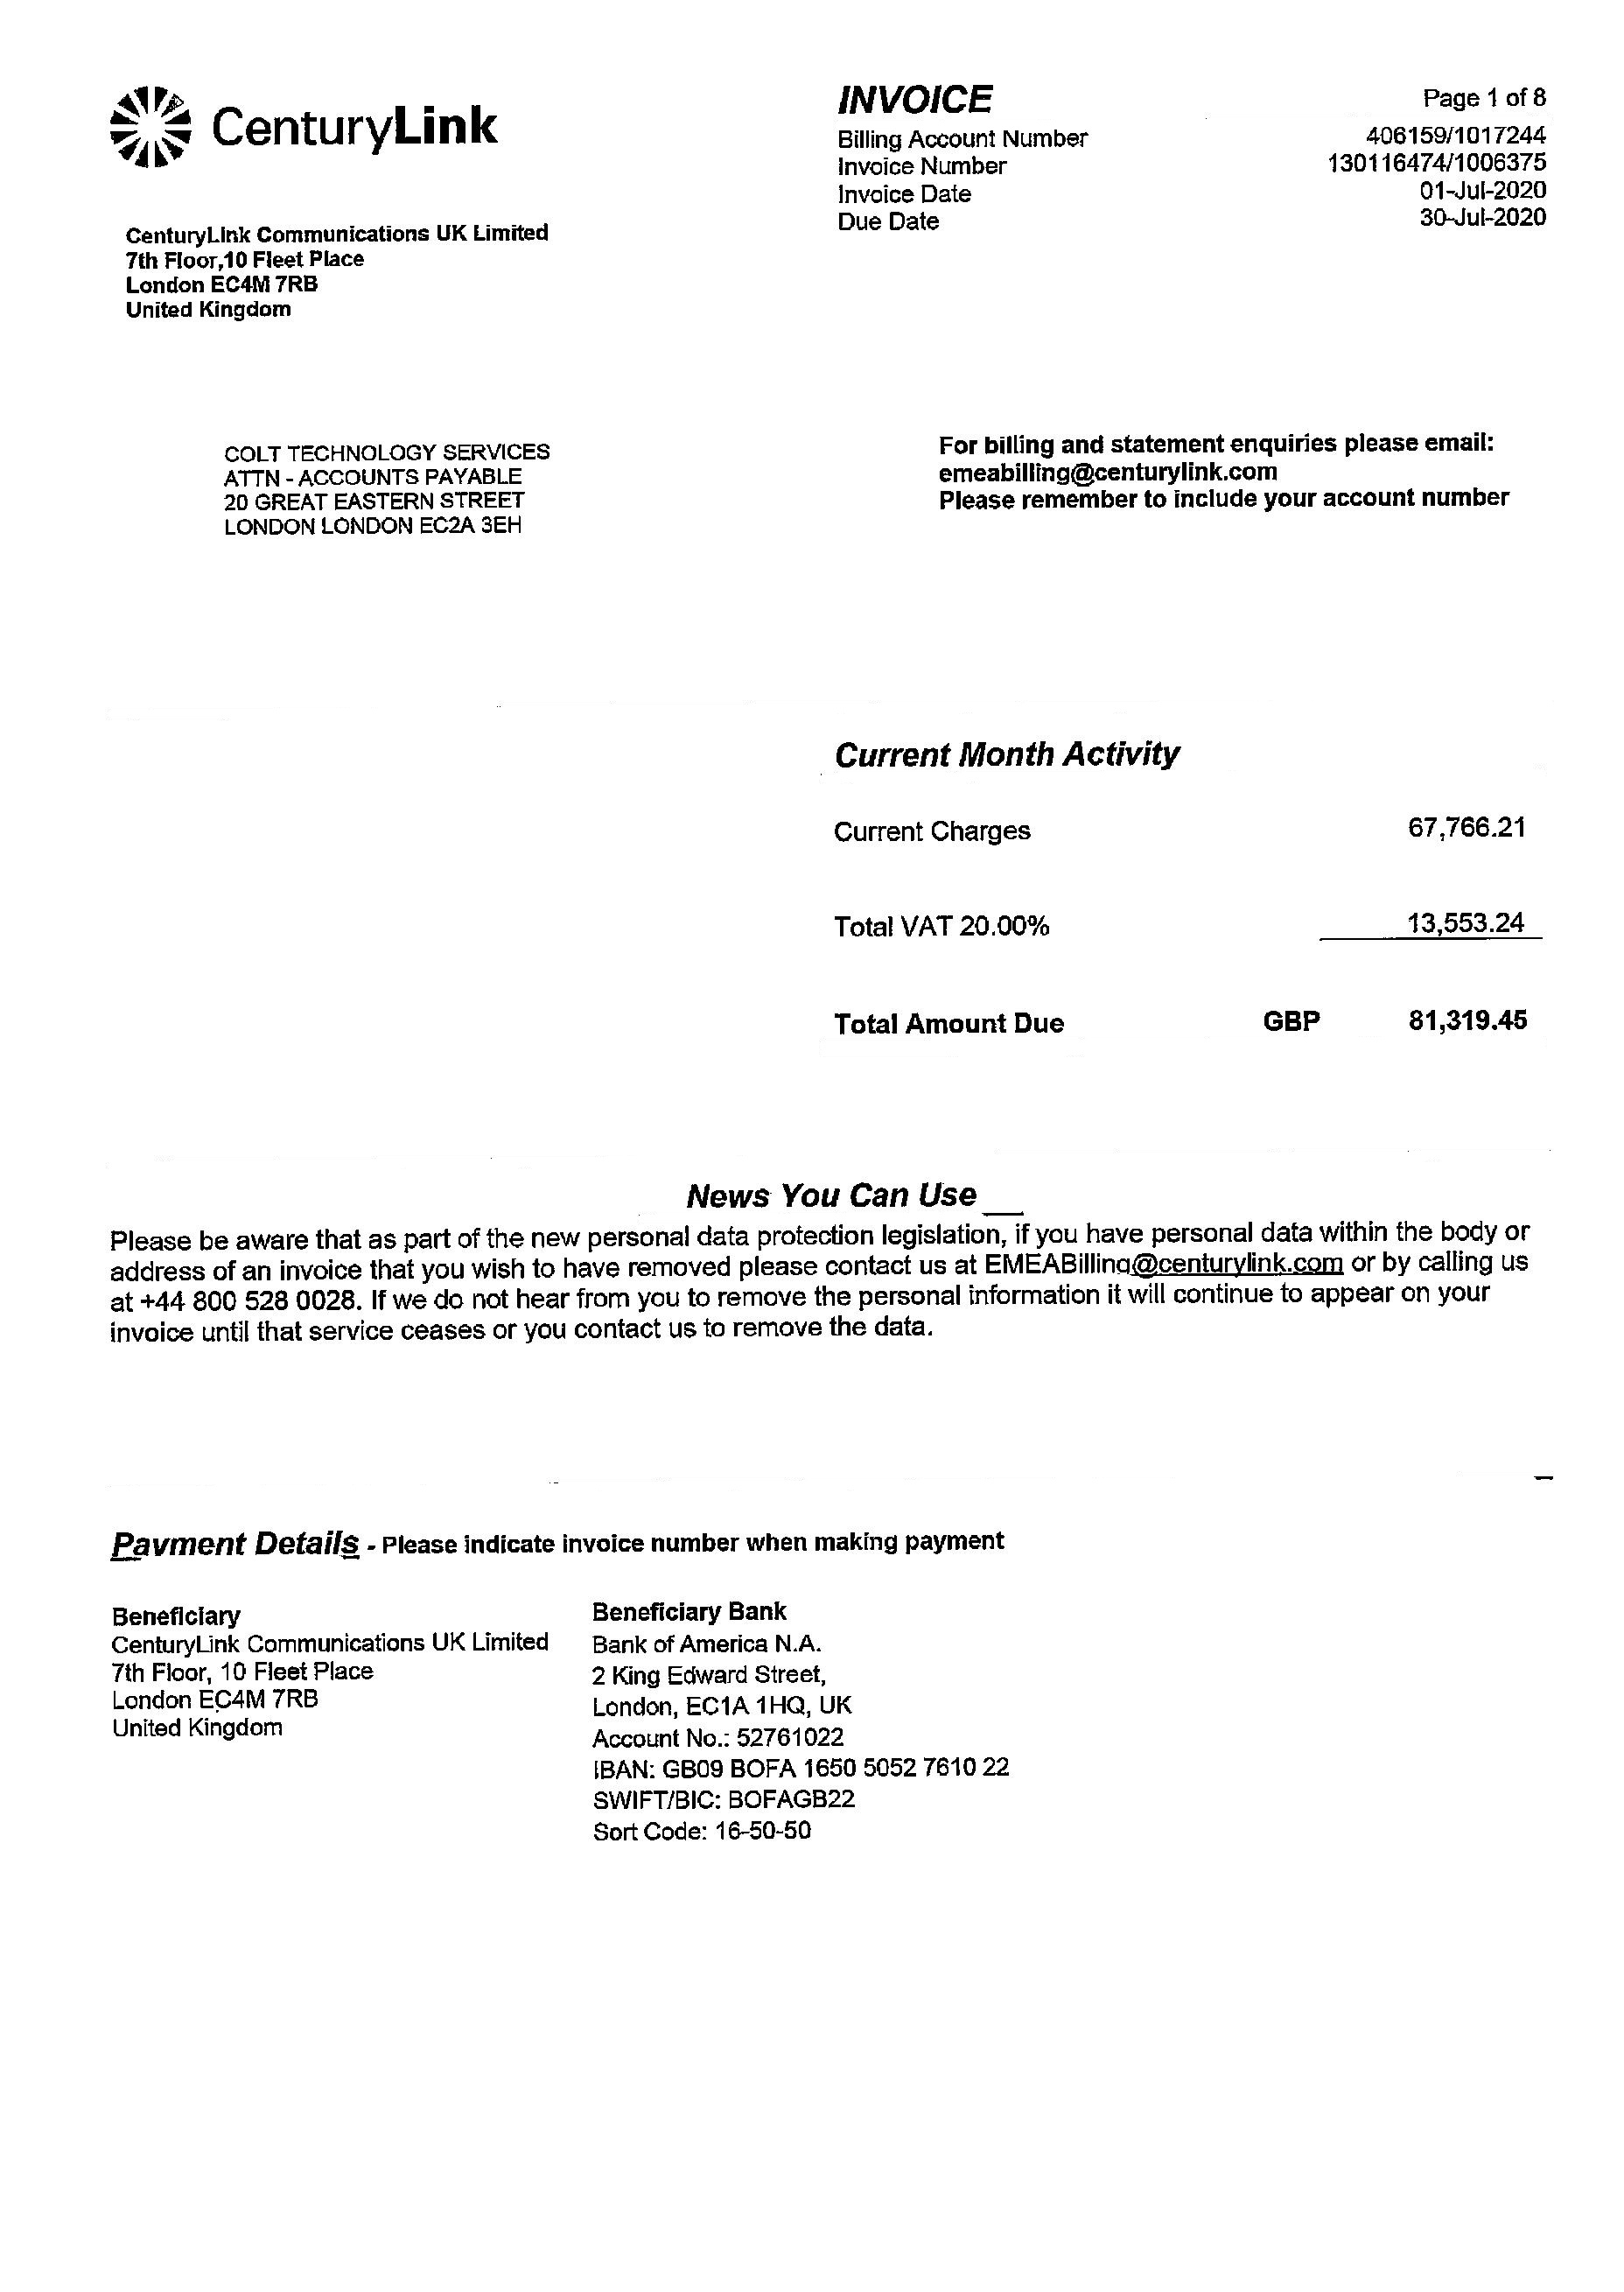 CenturyLink
INVOICE
Page 1 of 8
Billing Account Number 406159/1017244
Invoice Number 130116474/1006375
Invoice Date 01-Jul-2020
Due Date 30-Jul-2020
CenturyLink Communications UK Limited
7th Floor,10 Fleet Place
London EC4M 7RB
United Kingdom
COLT TECHNOLOGY SERVICES
ATTN - ACCOUNTS PAYABLE
20 GREAT EASTERN STREET
LONDON LONDON EC2A 3EH
For billing and statement enquiries please email:
emeabilling@centurylink.com
Please remember to include your account number
Current Month Activity
Current Charges 67,766.21
Total VAT 20.00% 13,553.24
Total Amount Due GBP 81,319.45
News You Can Use
Please be aware that as part of the new personal data protection legislation, if you have personal data within the body or
address of an invoice that you wish to have removed please contact us at EMEABilling@centurylink.com or by calling us
at +44 800 528 0028. If we do not hear from you to remove the personal information it will continue to appear on your
invoice until that service ceases or you contact us to remove the data.
Payment Details - Please indicate invoice number when making payment
Beneficiary
CenturyLink Communications UK Limited
7th Floor, 10 Fleet Place
London EC4M 7RB
United Kingdom
Beneficiary Bank
Bank of America N.A.
2 King Edward Street,
London, EC1A 1HQ, UK
Account No.: 52761022
IBAN: GB09 BOFA 1650 5052 7610 22
SWIFT/BIC: BOFAGB22
Sort Code: 16-50-50